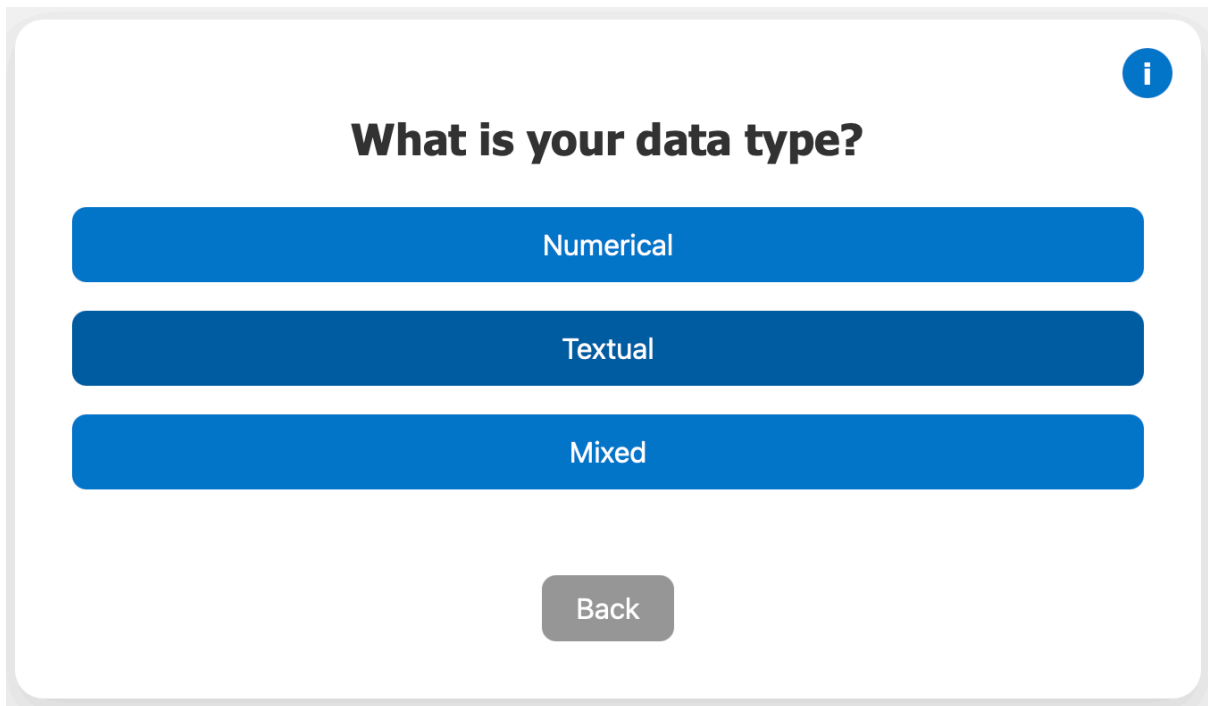 i
What is your data type?
Numerical
Textual
Mixed
Back